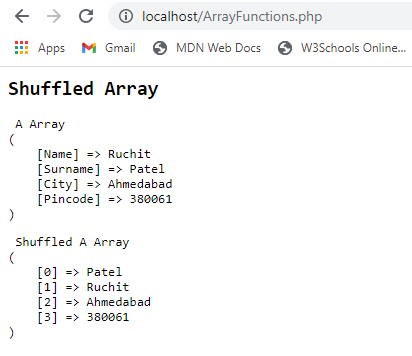 localhost/ArrayFunctions.php
Apps Gmail MDN Web Docs W3Schools Online...
Shuffled Array
A Array
(
[Name] => Ruchit
[Surname] => Patel
[City] => Ahmedabad
[Pincode] => 380061
)
Shuffled A Array
(
[0] => Patel
[1] => Ruchit
[2] => Ahmedabad
[3] => 380061
)